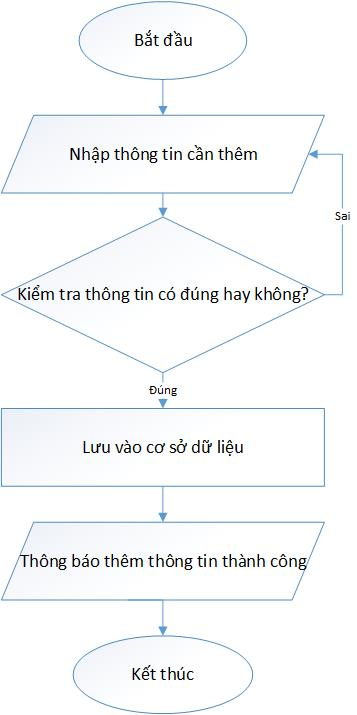 Bắt đầu
Nhập thông tin cần thêm
Sai
Kiểm tra thông tin có đúng hay không?
Đúng
Lưu vào cơ sở dữ liệu
Thông báo thêm thông tin thành công
Kết thúc